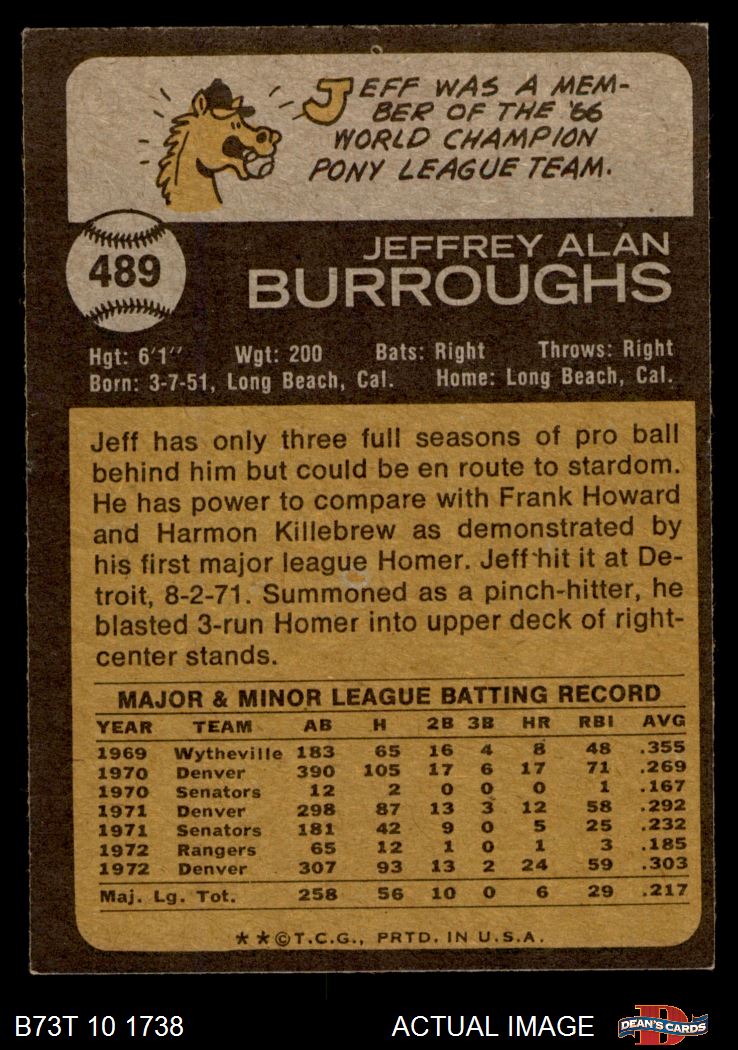 JEFF WAS A MEM-
BER OF THE '66
WORLD CHAMPION
PONY LEAGUE TEAM.
489
JEFFREY ALAN
BURROUGHS
Hgt: 6'1" Wgt: 200 Bats: Right Throws: Right
Born: 3-7-51, Long Beach, Cal. Home: Long Beach, Cal.
Jeff has only three full seasons of pro ball
behind him but could be en route to stardom.
He has power to compare with Frank Howard
and Harmon Killebrew as demonstrated by
his first major league Homer. Jeff hit it at De-
troit, 8-2-71. Summoned as a pinch-hitter, he
blasted 3-run Homer into upper deck of right-
center stands.
MAJOR & MINOR LEAGUE BATTING RECORD
YEAR TEAM AB H 2B 3B HR RBI AVG
1969 Wytheville 183 65 16 4 8 48 .355
1970 Denver 390 105 17 6 17 71 .269
1970 Senators 12 2 0 0 0 1 .167
1971 Denver 298 87 13 3 12 58 .292
1971 Senators 181 42 9 0 5 25 .232
1972 Rangers 65 12 1 0 1 3 .185
1972 Denver 307 93 13 2 24 59 .303
Maj. Lg. Tot. 258 56 10 0 6 29 .217
**©T.C.G., PRTD. IN U.S.A.
B73T 10 1738 ACTUAL IMAGE D DEAN'S CARDS